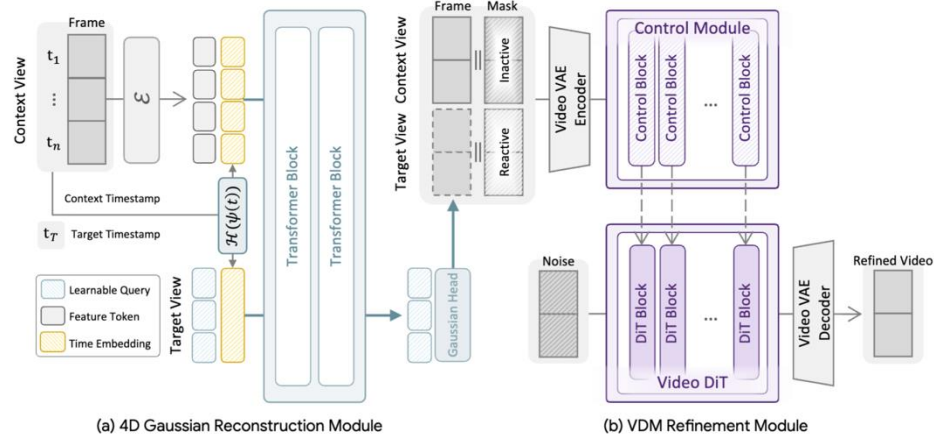 Frame
Context View
t₁
...
tₙ
ℰ
Context Timestamp
t_T Target Timestamp
ℋ(ψ(t))
Learnable Query
Feature Token
Time Embedding
Target View
Transformer Block
Transformer Block
Gaussian Head
(a) 4D Gaussian Reconstruction Module
Frame
Mask
Context View
Inactive
Target View
Reactive
Video VAE
Encoder
Control Module
Control Block
Control Block
...
Control Block
Noise
DiT Block
DiT Block
...
DiT Block
Video DiT
Video VAE
Decoder
Refined Video
(b) VDM Refinement Module